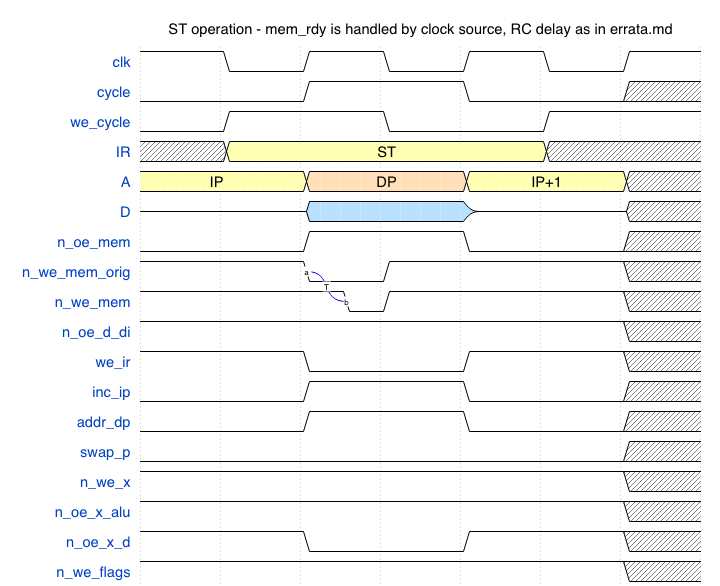 ST operation - mem_rdy is handled by clock source, RC delay as in errata.md
clk
cycle
we_cycle
IR ST
A IP DP IP+1
D
n_oe_mem
n_we_mem_orig a
T
n_we_mem b
n_oe_d_di
we_ir
inc_ip
addr_dp
swap_p
n_we_x
n_oe_x_alu
n_oe_x_d
n_we_flags